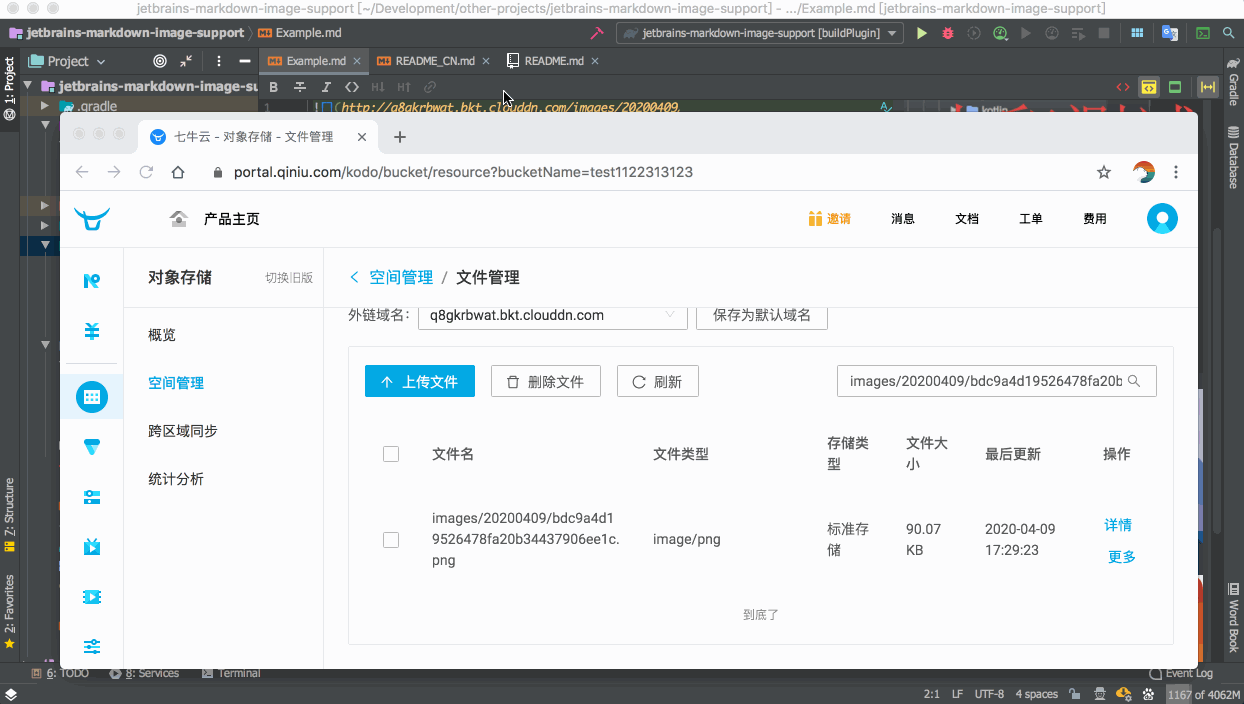 jetbrains-markdown-image-support [~/Development/other-projects/jetbrains-markdown-image-support] - .../Example.md [jetbrains-markdown-image-support]
jetbrains-markdown-image-support Example.md
jetbrains-markdown-image-support [buildPlugin]
Project
Example.md
README_CN.md
README.md
jetbrains-markdown-image-su
B I
H↓ H↑
.gradle
1
(http://q8gkrbwat.bkt.clouddn.com/images/20200409.
kotlin
1: Project
7: Structure
2: Favorites
Gradle
Database
Word Book
七牛云 - 对象存储 - 文件管理
portal.qiniu.com/kodo/bucket/resource?bucketName=test1122313123
产品主页
邀请
消息
文档
工单
费用
对象存储
切换旧版
空间管理 / 文件管理
概览
空间管理
跨区域同步
统计分析
外链域名:
q8gkrbwat.bkt.clouddn.com
保存为默认域名
上传文件
删除文件
刷新
images/20200409/bdc9a4d19526478fa20b
文件名
文件类型
存储类
型
文件大
小
最后更新
操作
images/20200409/bdc9a4d1
9526478fa20b34437906ee1c.
png
image/png
标准存
储
90.07
KB
2020-04-09
17:29:23
详情
更多
到底了
6: TODO
8: Services
Terminal
Event Log
2:1 LF UTF-8 4 spaces
1167 of 4062M